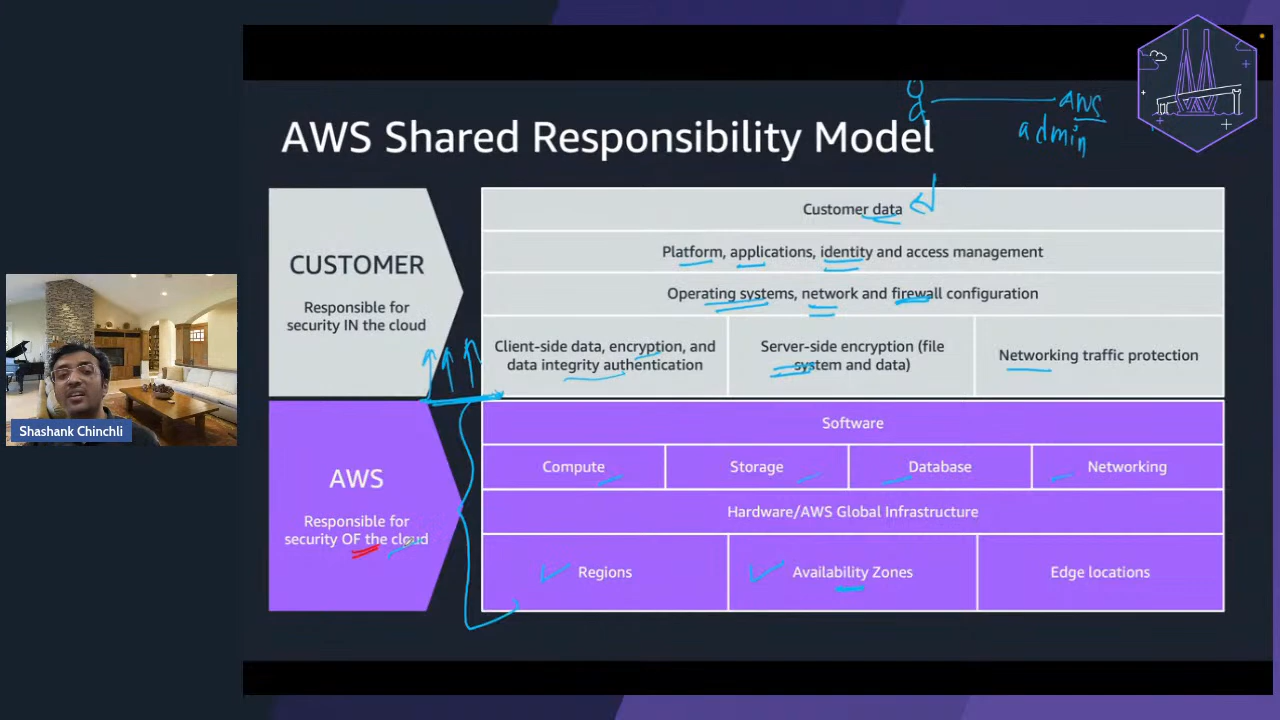 AWS
admin
AWS Shared Responsibility Model
CUSTOMER
Responsible for
security IN the cloud
Customer data
Platform, applications, identity and access management
Operating systems, network and firewall configuration
Client-side data, encryption, and
data integrity authentication
Server-side encryption (file
system and data)
Networking traffic protection
Shashank Chinchli
AWS
Responsible for
security OF the cloud
Software
Compute
Storage
Database
Networking
Hardware/AWS Global Infrastructure
Regions
Availability Zones
Edge locations